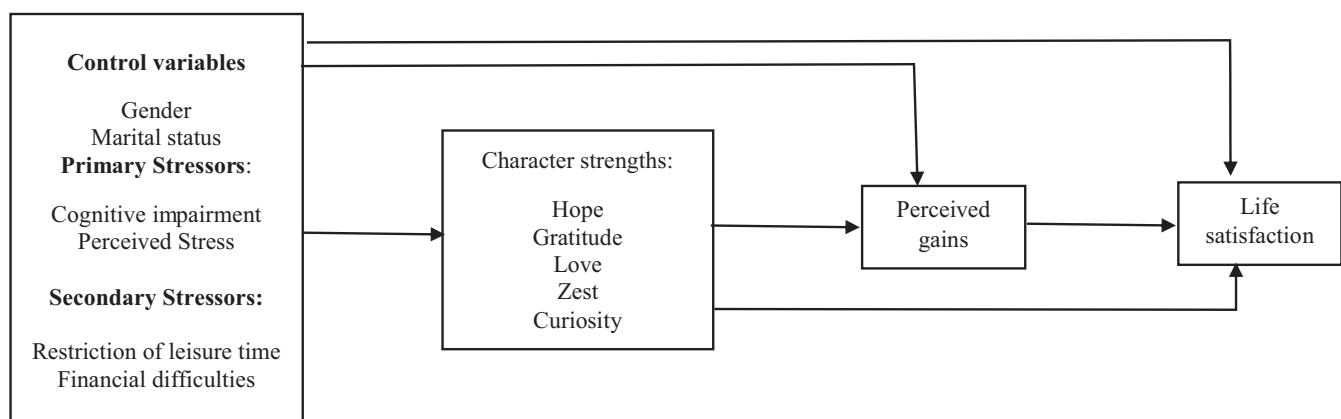 Control variables
Gender
Marital status
Primary Stressors:
Cognitive impairment
Perceived Stress
Secondary Stressors:
Restriction of leisure time
Financial difficulties
Character strengths:
Hope
Gratitude
Love
Zest
Curiosity
Perceived
gains
Life
satisfaction